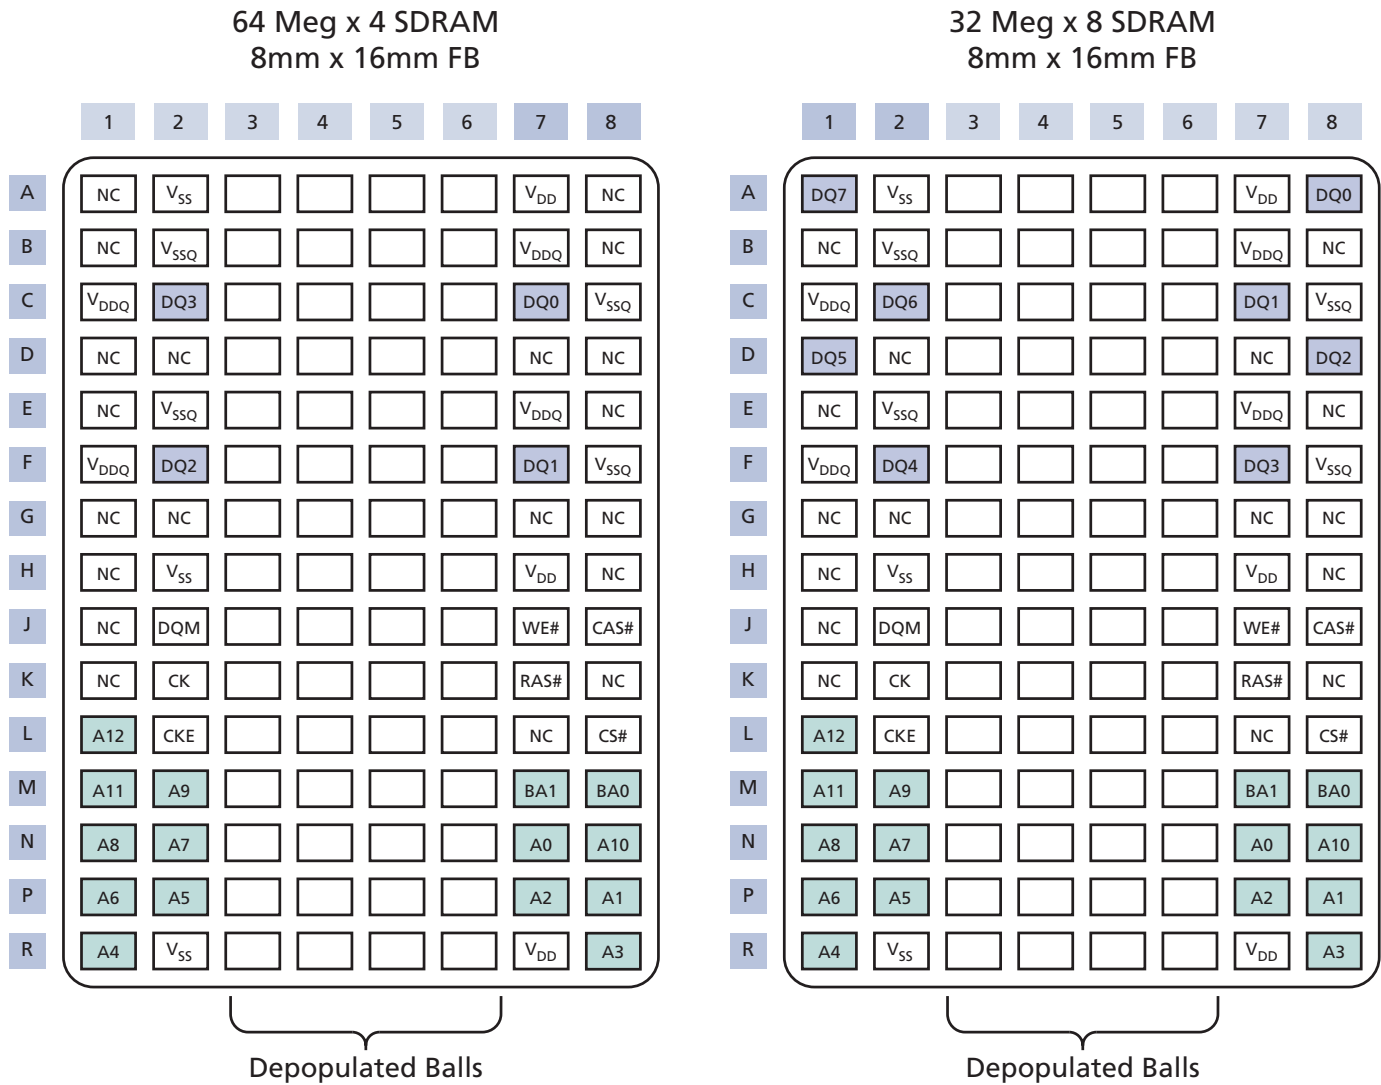 64 Meg x 4 SDRAM
8mm x 16mm FB
1 2 3 4 5 6 7 8
A NC VSS VDD NC
B NC VSSQ VDDQ NC
C VDDQ DQ3 DQ0 VSSQ
D NC NC NC NC
E NC VSSQ VDDQ NC
F VDDQ DQ2 DQ1 VSSQ
G NC NC NC NC
H NC VSS VDD NC
J NC DQM WE# CAS#
K NC CK RAS# NC
L A12 CKE NC CS#
M A11 A9 BA1 BA0
N A8 A7 A0 A10
P A6 A5 A2 A1
R A4 VSS VDD A3
Depopulated Balls
32 Meg x 8 SDRAM
8mm x 16mm FB
1 2 3 4 5 6 7 8
A DQ7 VSS VDD DQ0
B NC VSSQ VDDQ NC
C VDDQ DQ6 DQ1 VSSQ
D DQ5 NC NC DQ2
E NC VSSQ VDDQ NC
F VDDQ DQ4 DQ3 VSSQ
G NC NC NC NC
H NC VSS VDD NC
J NC DQM WE# CAS#
K NC CK RAS# NC
L A12 CKE NC CS#
M A11 A9 BA1 BA0
N A8 A7 A0 A10
P A6 A5 A2 A1
R A4 VSS VDD A3
Depopulated Balls